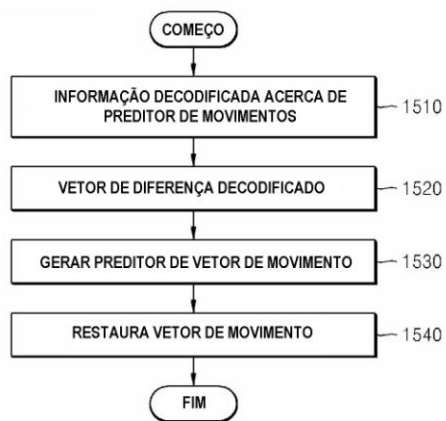 COMEÇO
INFORMAÇÃO DECODIFICADA ACERCA DE
PREDITOR DE MOVIMENTOS
1510
VETOR DE DIFERENÇA DECODIFICADO
1520
GERAR PREDITOR DE VETOR DE MOVIMENTO
1530
RESTAURA VETOR DE MOVIMENTO
1540
FIM